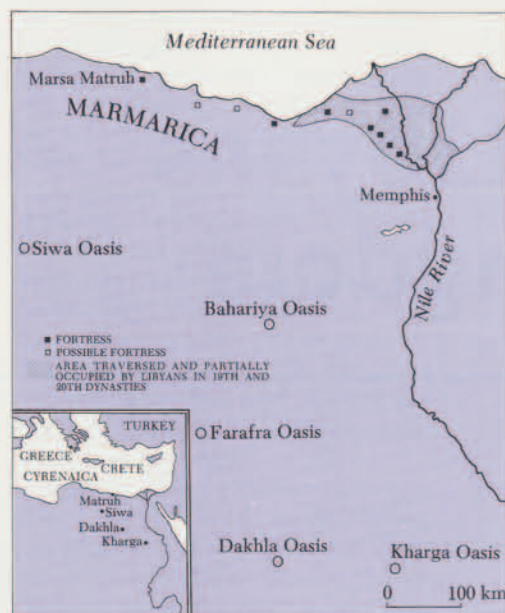 Mediterranean Sea
Marsa Matruh
MARMARICA
Memphis
Siwa Oasis
Nile River
Bahariya Oasis
FORTRESS
POSSIBLE FORTRESS
AREA TRAVERSED AND PARTIALLY
OCCUPIED BY LIBYANS IN 19TH AND
20TH DYNASTIES
TURKEY
GREECE
CRETE
CYRENAICA
Matruh
Siwa
Dakhla
Kharga
Farafra Oasis
Dakhla Oasis
Kharga Oasis
0 100 km